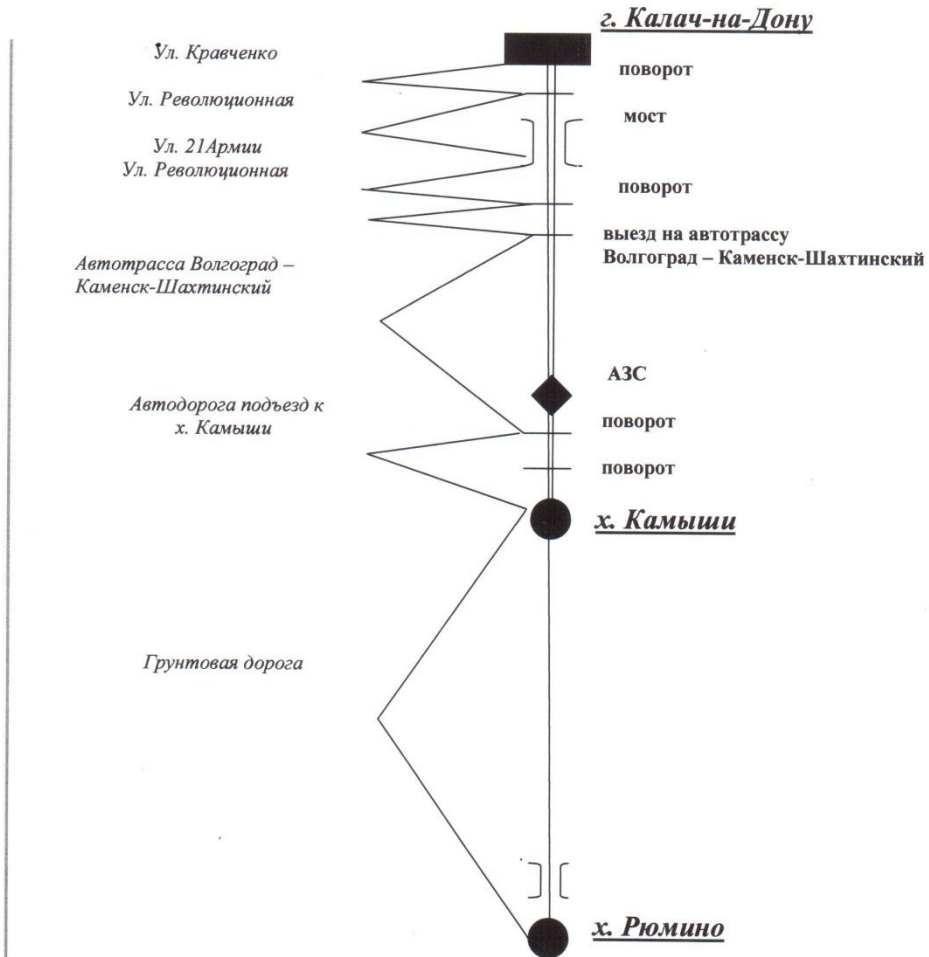 г. Калач-на-Дону
Ул. Кравченко
поворот
Ул. Революционная
мост
Ул. 21Армии
Ул. Революционная
поворот
выезд на автотрассу
Волгоград – Каменск-Шахтинский
Автотрасса Волгоград –
Каменск-Шахтинский
АЗС
Автодорога подъезд к
х. Камыши
поворот
поворот
х. Камыши
Грунтовая дорога
х. Рюмино